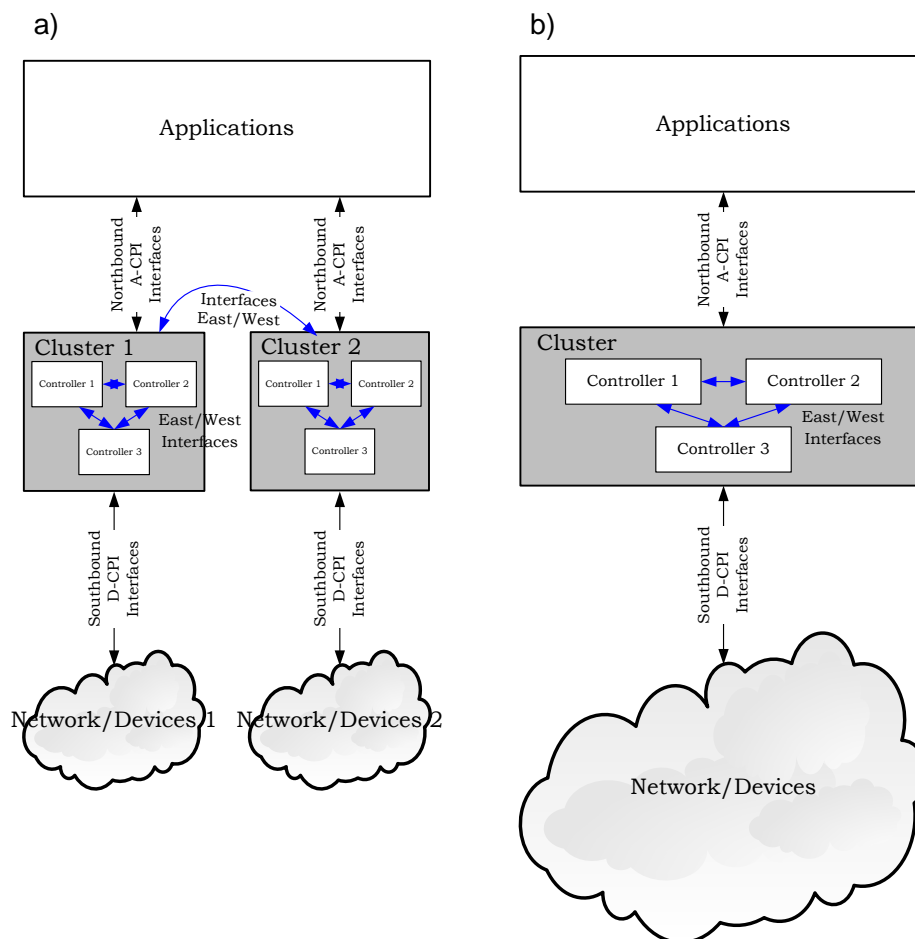 a)
Applications
Northbound
A-CPI
Interfaces
Northbound
A-CPI
Interfaces
Interfaces
East/West
Cluster 1
Controller 1
Controller 2
East/West
Interfaces
Controller 3
Cluster 2
Controller 1
Controller 2
Controller 3
Southbound
D-CPI
Interfaces
Southbound
D-CPI
Interfaces
Network/Devices 1
Network/Devices 2
b)
Applications
Northbound
A-CPI
Interfaces
Cluster
Controller 1
Controller 2
East/West
Interfaces
Controller 3
Southbound
D-CPI
Interfaces
Network/Devices